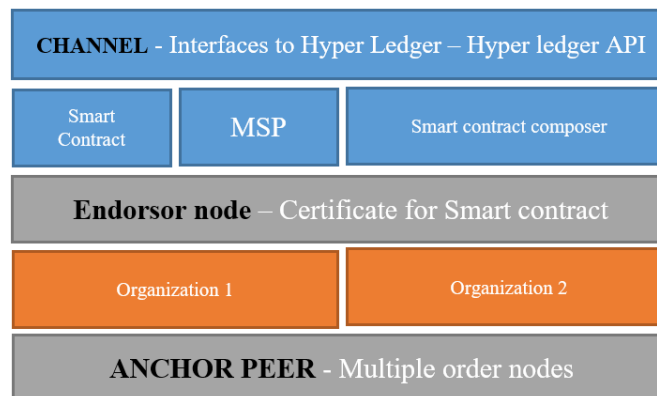 CHANNEL - Interfaces to Hyper Ledger – Hyper ledger API
Smart
Contract
MSP
Smart contract composer
Endorsor node – Certificate for Smart contract
Organization 1
Organization 2
ANCHOR PEER - Multiple order nodes